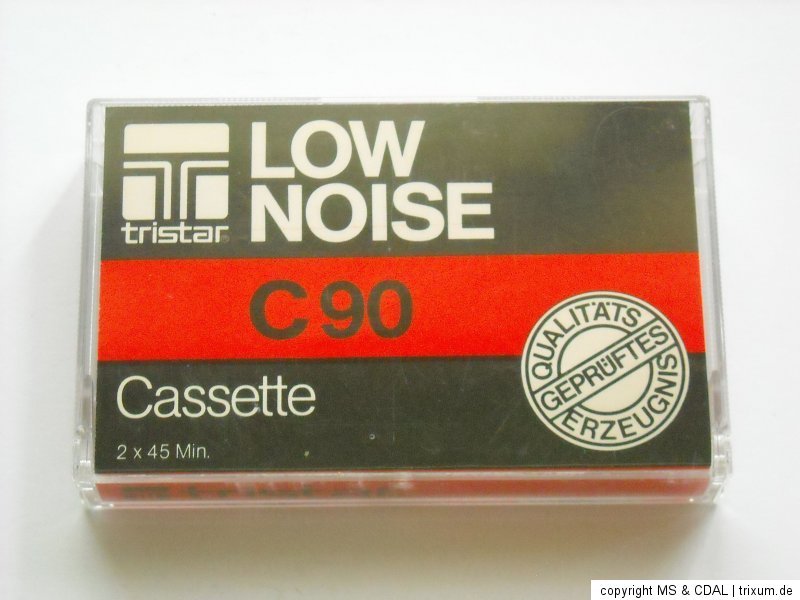 LOW
NOISE
tristar
C 90
Cassette
2 x 45 Min.
QUALITÄTS
GEPRÜFTES
ERZEUGNIS
copyright MS & CDAL | trixum.de